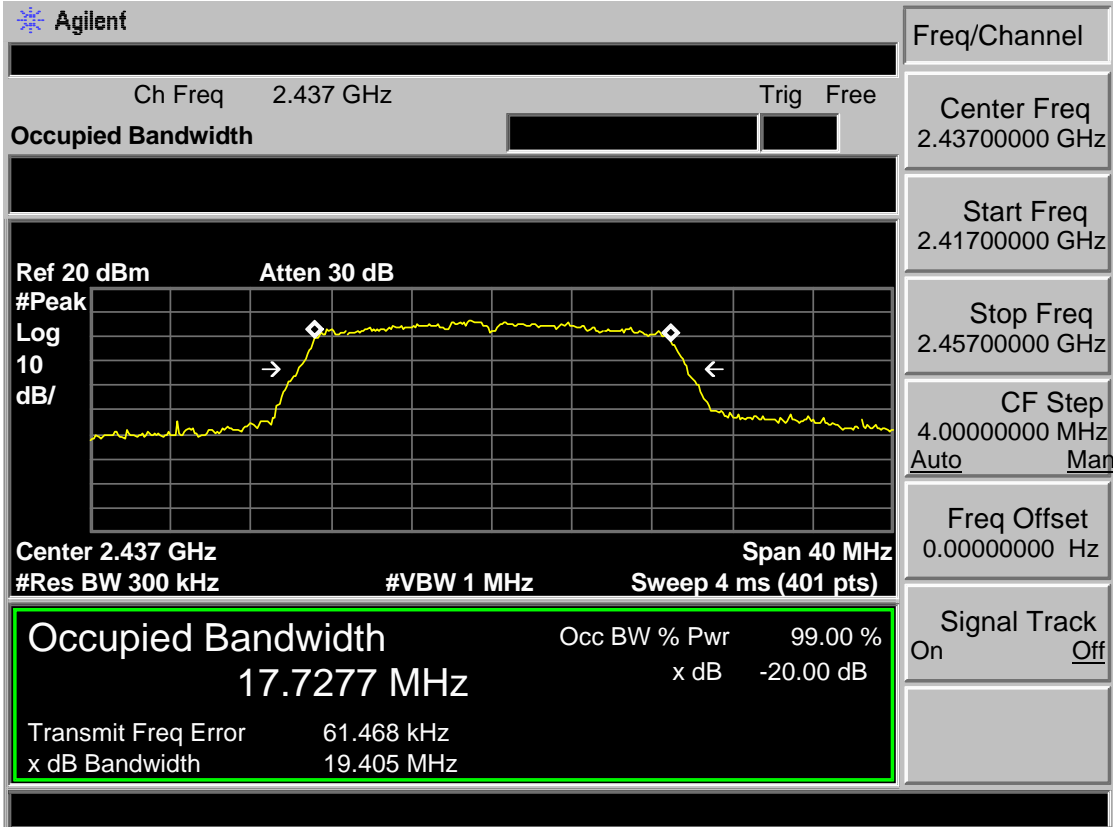 Agilent
Freq/Channel
Ch Freq 2.437 GHz Trig Free
Occupied Bandwidth
Center Freq
2.43700000 GHz
Start Freq
2.41700000 GHz
Stop Freq
2.45700000 GHz
CF Step
4.00000000 MHz
Auto Man
Freq Offset
0.00000000 Hz
Signal Track
On Off
Ref 20 dBm Atten 30 dB
#Peak
Log
10
dB/
Center 2.437 GHz Span 40 MHz
#Res BW 300 kHz #VBW 1 MHz Sweep 4 ms (401 pts)
Occupied Bandwidth Occ BW % Pwr 99.00 %
17.7277 MHz x dB -20.00 dB
Transmit Freq Error 61.468 kHz
x dB Bandwidth 19.405 MHz